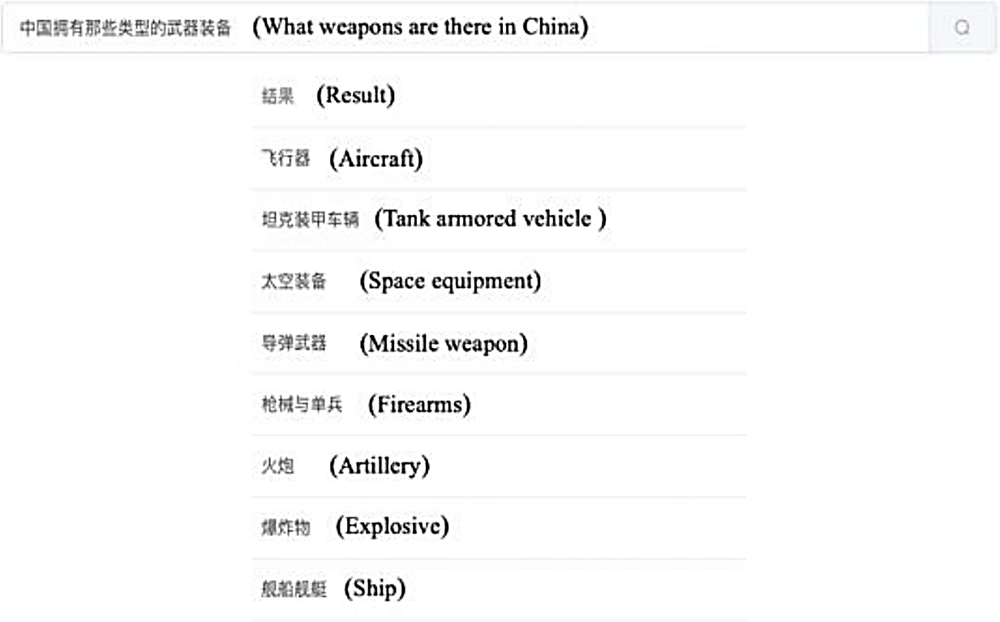 中国拥有那些类型的武器装备 (What weapons are there in China)
结果 (Result)
飞行器 (Aircraft)
坦克装甲车辆 (Tank armored vehicle )
太空装备 (Space equipment)
导弹武器 (Missile weapon)
枪械与单兵 (Firearms)
火炮 (Artillery)
爆炸物 (Explosive)
舰船舰艇 (Ship)